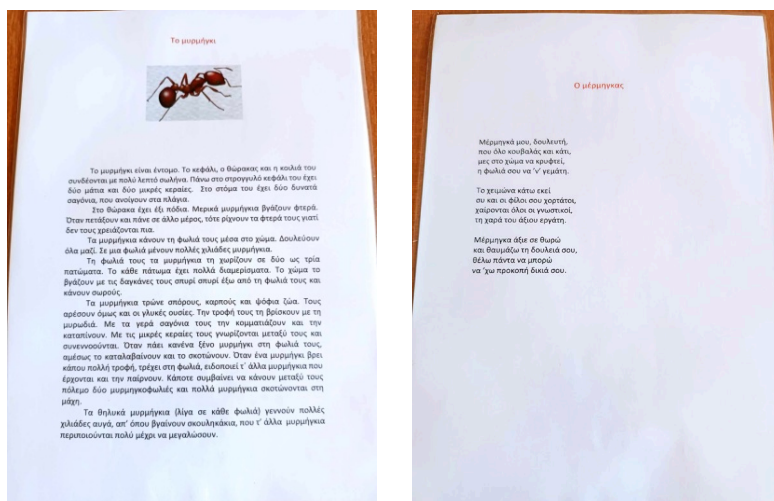 Το μυρμήγκι
Το μυρμήγκι είναι έντομο. Το κεφάλι, ο θώρακας και η κοιλιά του
συνδέονται με πολύ λεπτό σωλήνα. Πάνω στο στρογγυλό κεφάλι του έχει
δύο μάτια και δύο μικρές κεραίες. Στο στόμα του έχει δύο δυνατά
σαγόνια, που ανοίγουν στα πλάγια.
Στο θώρακα έχει έξι πόδια. Μερικά μυρμήγκια βγάζουν φτερά.
Όταν πετάξουν και πάνε σε άλλο μέρος, τότε ρίχνουν τα φτερά τους γιατί
δεν τους χρειάζονται πια.
Τα μυρμήγκια κάνουν τη φωλιά τους μέσα στο χώμα. Δουλεύουν
όλα μαζί. Σε μια φωλιά μένουν πολλές χιλιάδες μυρμήγκια.
Τη φωλιά τους τα μυρμήγκια τη χωρίζουν σε δύο ως τρία
πατώματα. Το κάθε πάτωμα έχει πολλά διαμερίσματα. Το χώμα το
βγάζουν με τις δαγκάνες τους σπυρί σπυρί έξω από τη φωλιά τους και
κάνουν σωρούς.
Τα μυρμήγκια τρώνε σπόρους, καρπούς και ψόφια ζώα. Τους
αρέσουν όμως και οι γλυκές ουσίες. Την τροφή τους τη βρίσκουν με τη
μυρωδιά. Με τα γερά σαγόνια τους την κομματιάζουν και την
καταπίνουν. Με τις μικρές κεραίες τους γνωρίζονται μεταξύ τους και
συνεννοούνται. Όταν πάει κανένα ξένο μυρμήγκι στη φωλιά τους,
αμέσως το καταλαβαίνουν και το σκοτώνουν. Όταν ένα μυρμήγκι βρει
κάπου πολλή τροφή, τρέχει στη φωλιά, ειδοποιεί τ΄ άλλα μυρμήγκια που
έρχονται και την παίρνουν. Κάποτε συμβαίνει να κάνουν μεταξύ τους
πόλεμο δύο μυρμηγκοφωλιές και πολλά μυρμήγκια σκοτώνονται στη
μάχη.
Τα θηλυκά μυρμήγκια (λίγα σε κάθε φωλιά) γεννούν πολλές
χιλιάδες αυγά, απ' όπου βγαίνουν σκουληκάκια, που τ' άλλα μυρμήγκια
περιποιούνται πολύ μέχρι να μεγαλώσουν.
Ο μέρμηγκας
Μέρμηγκά μου, δουλευτή,
που όλο κουβαλάς και κάτι,
μες στο χώμα να κρυφτεί,
η φωλιά σου να 'ν' γεμάτη.
Το χειμώνα κάτω εκεί
συ και οι φίλοι σου χορτάτοι,
χαίρονται όλοι οι γνωστικοί,
τη χαρά του άξιου εργάτη.
Μέρμηγκα άξιε σε θωρώ
και θαυμάζω τη δουλειά σου,
θέλω πάντα να μπορώ
να 'χω προκοπή δικιά σου.